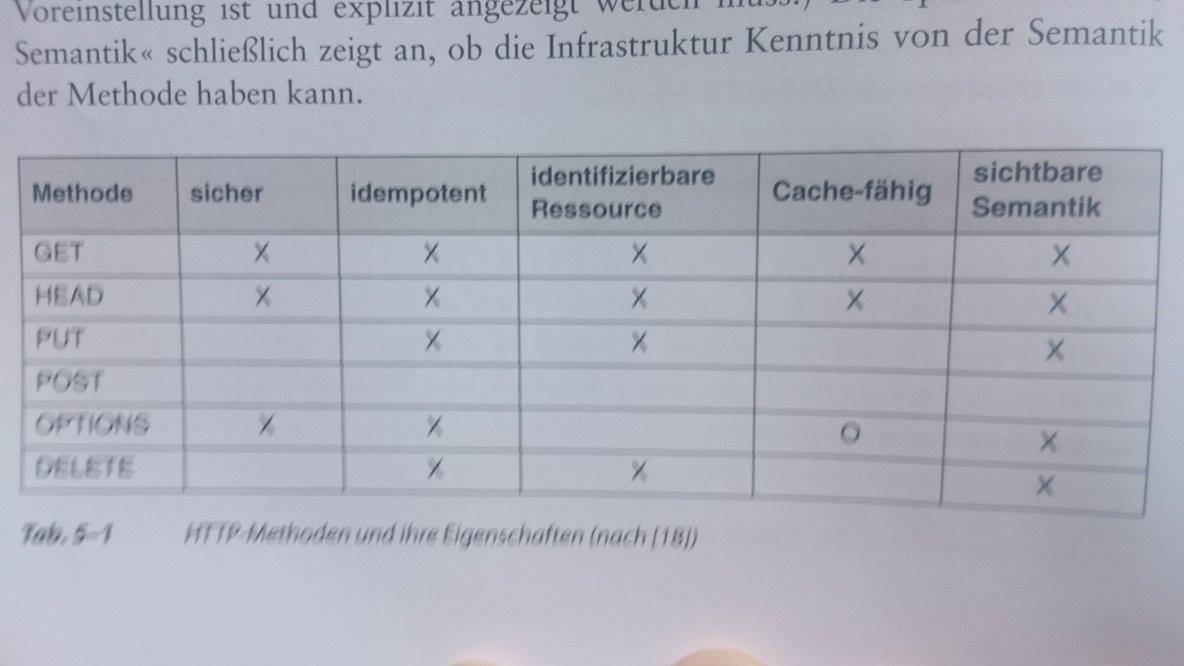 Voreinstellung ist und explizit angezeigt werden muss.) Die
Semantik« schließlich zeigt an, ob die Infrastruktur Kenntnis von der Semantik
der Methode haben kann.
Methode sicher idempotent identifizierbare Ressource Cache-fähig sichtbare Semantik
GET X X X X X
HEAD X X X X X
PUT X X X
POST
OPTIONS X X O X
DELETE X X X
Tab. 5–1 HTTP-Methoden und ihre Eigenschaften (nach [18])